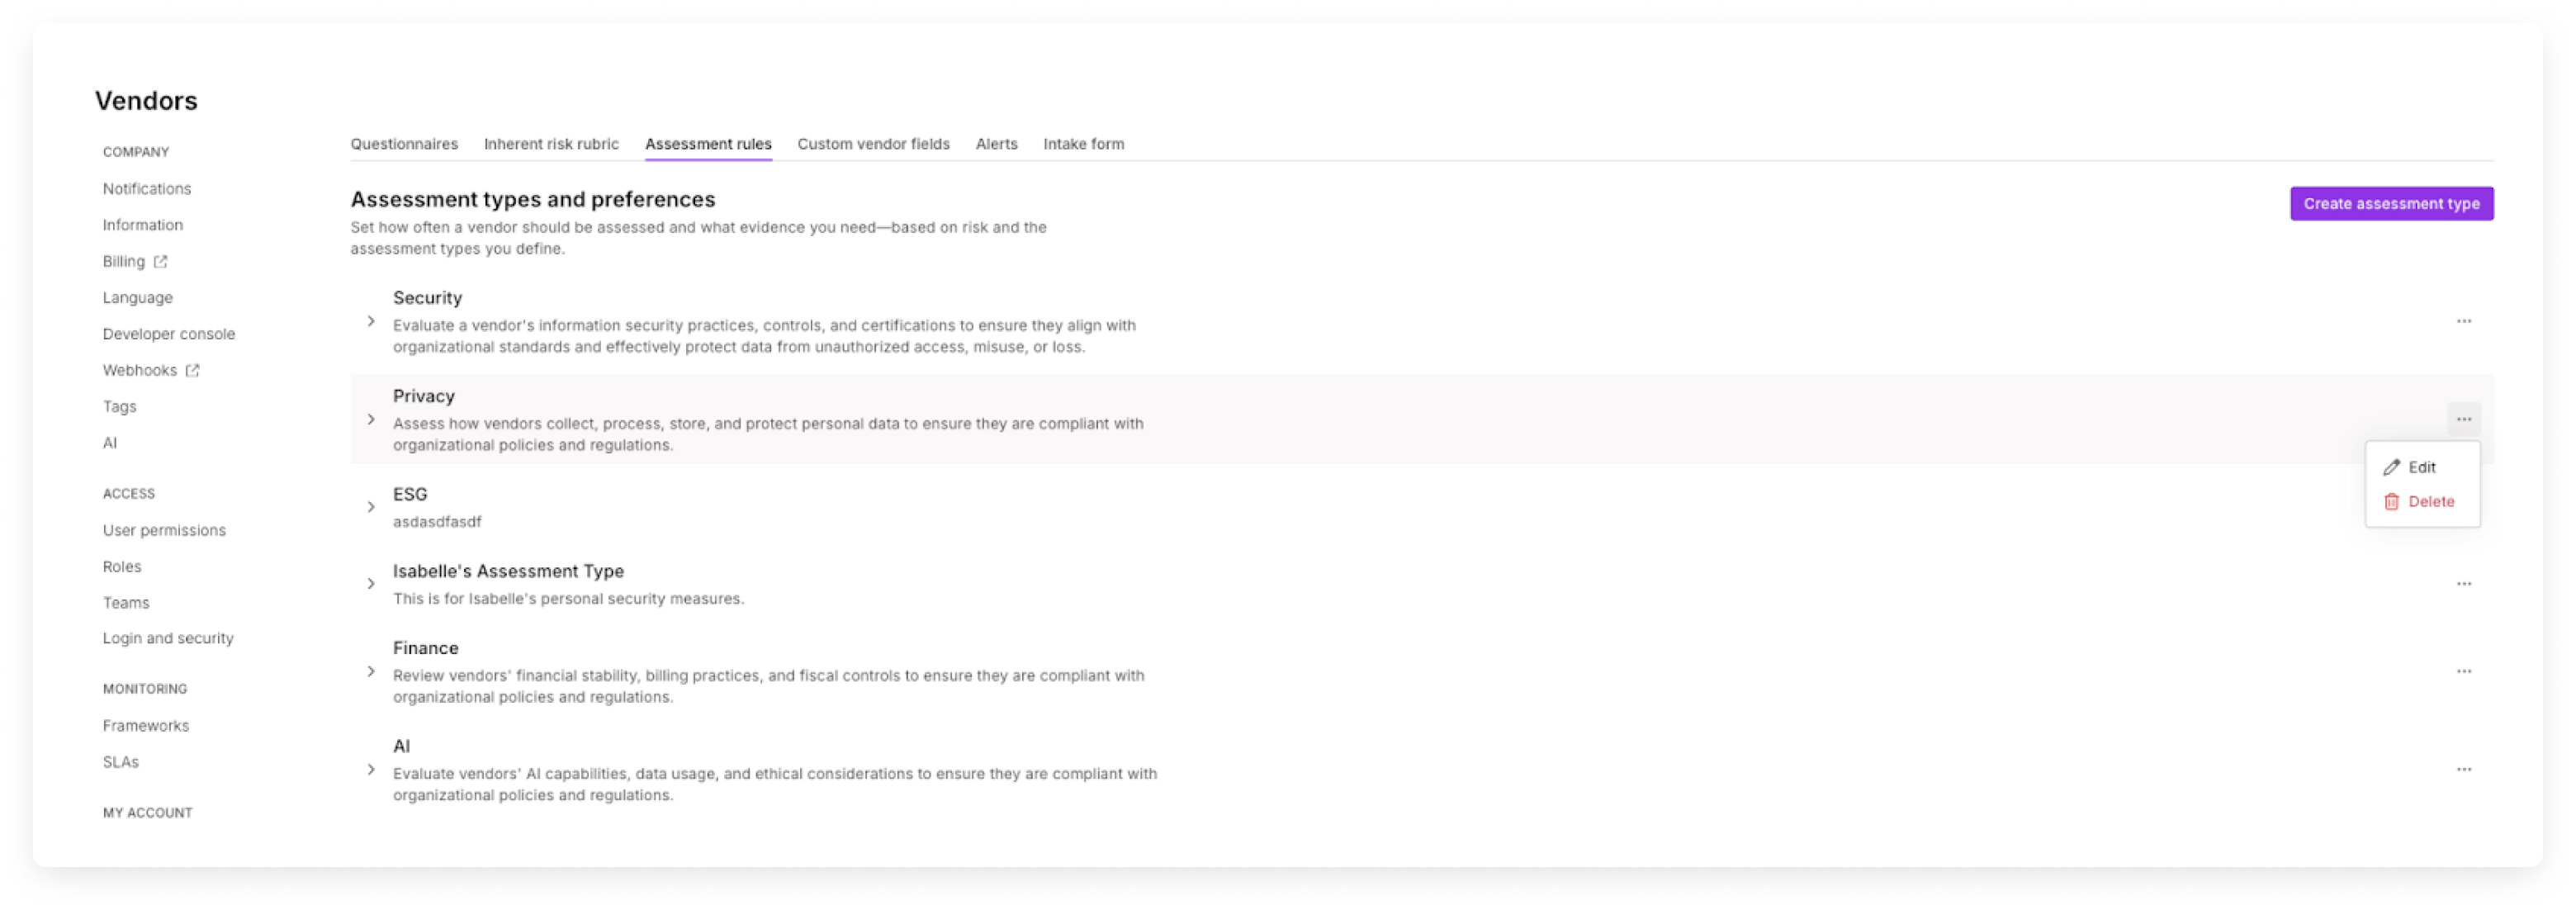 Vendors
COMPANY
Notifications
Information
Billing
Language
Developer console
Webhooks
Tags
AI
ACCESS
User permissions
Roles
Teams
Login and security
MONITORING
Frameworks
SLAs
MY ACCOUNT
Questionnaires Inherent risk rubric Assessment rules Custom vendor fields Alerts Intake form
Assessment types and preferences
Set how often a vendor should be assessed and what evidence you need—based on risk and the
assessment types you define.
Create assessment type
Security
Evaluate a vendor's information security practices, controls, and certifications to ensure they align with
organizational standards and effectively protect data from unauthorized access, misuse, or loss.
Privacy
Assess how vendors collect, process, store, and protect personal data to ensure they are compliant with
organizational policies and regulations.
Edit
Delete
ESG
asdasdfasdf
Isabelle's Assessment Type
This is for Isabelle's personal security measures.
Finance
Review vendors' financial stability, billing practices, and fiscal controls to ensure they are compliant with
organizational policies and regulations.
AI
Evaluate vendors' AI capabilities, data usage, and ethical considerations to ensure they are compliant with
organizational policies and regulations.